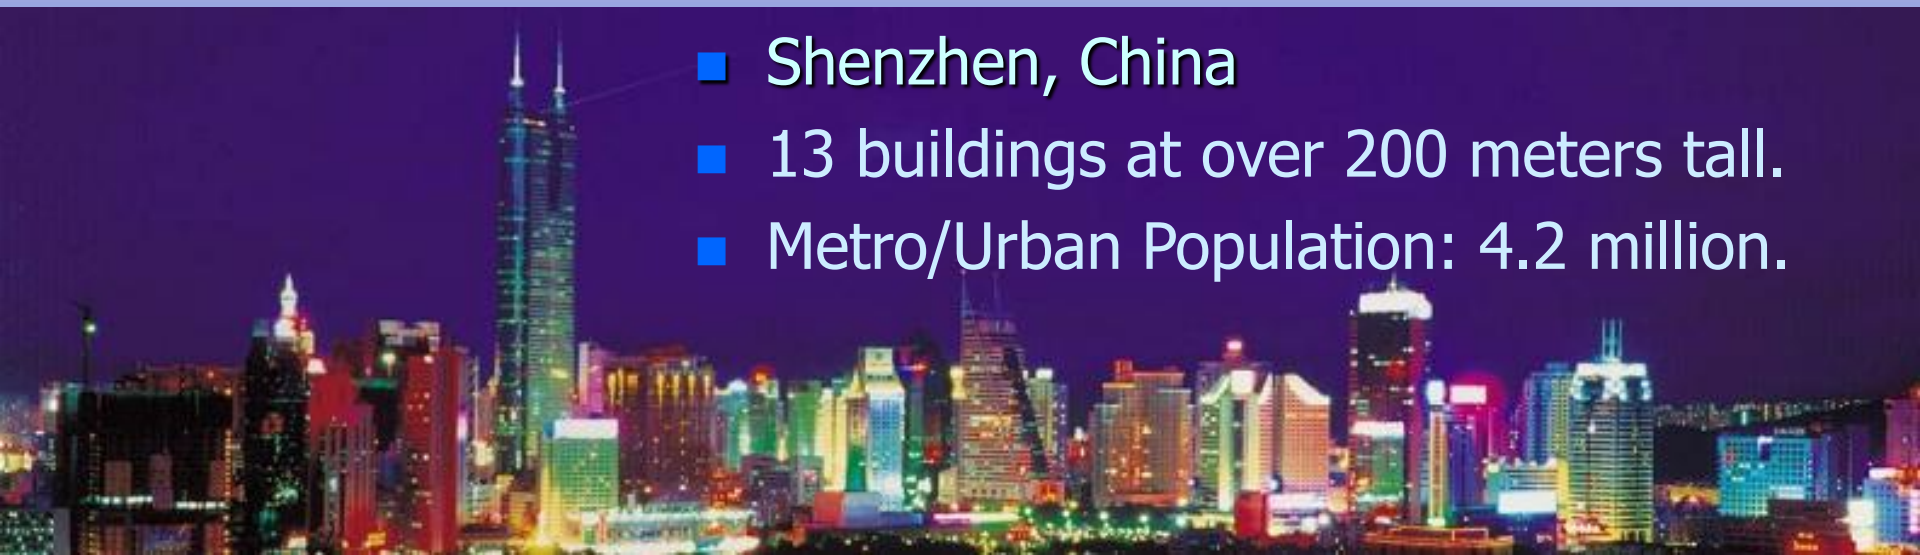 Shenzhen, China
13 buildings at over 200 meters tall.
Metro/Urban Population: 4.2 million.